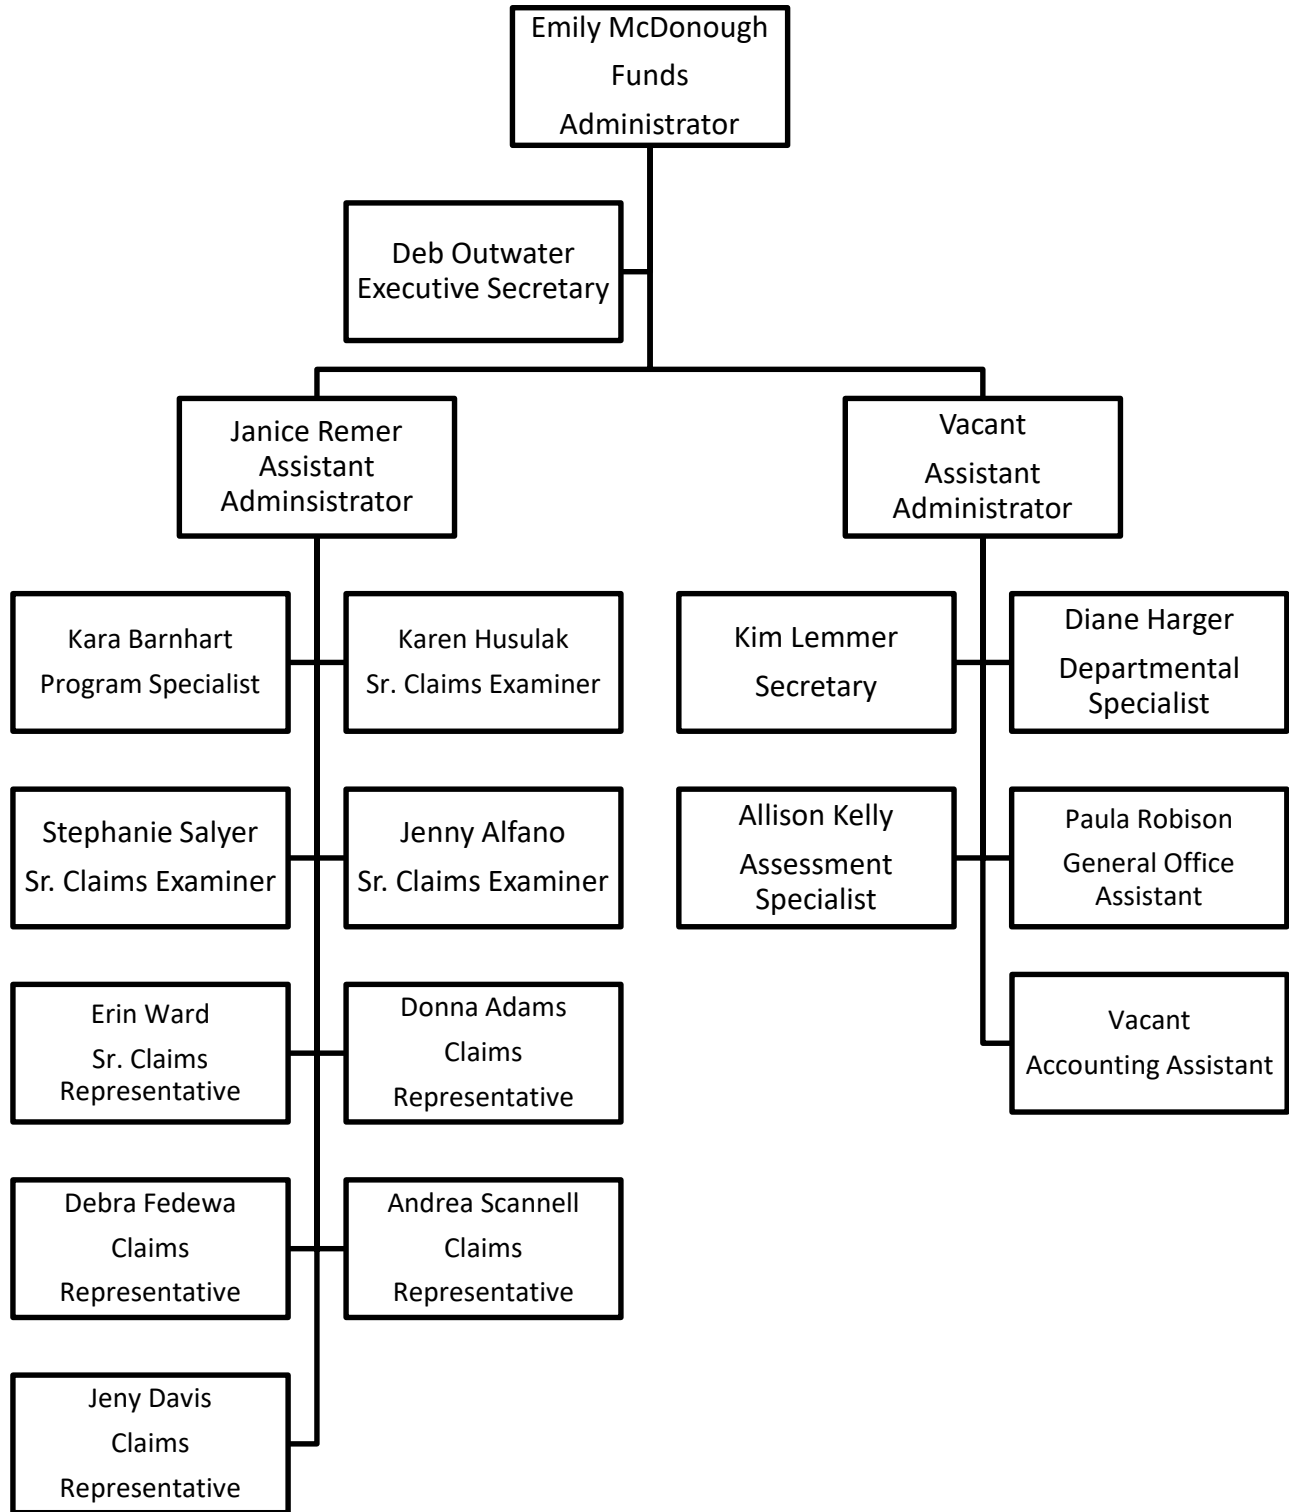 Emily McDonough
Funds
Administrator
Deb Outwater
Executive Secretary
Janice Remer
Assistant
Adminsistrator
Vacant
Assistant
Administrator
Kara Barnhart
Program Specialist
Karen Husulak
Sr. Claims Examiner
Kim Lemmer
Secretary
Diane Harger
Departmental
Specialist
Stephanie Salyer
Sr. Claims Examiner
Jenny Alfano
Sr. Claims Examiner
Allison Kelly
Assessment
Specialist
Paula Robison
General Office
Assistant
Erin Ward
Sr. Claims
Representative
Donna Adams
Claims
Representative
Vacant
Accounting Assistant
Debra Fedewa
Claims
Representative
Andrea Scannell
Claims
Representative
Jeny Davis
Claims
Representative